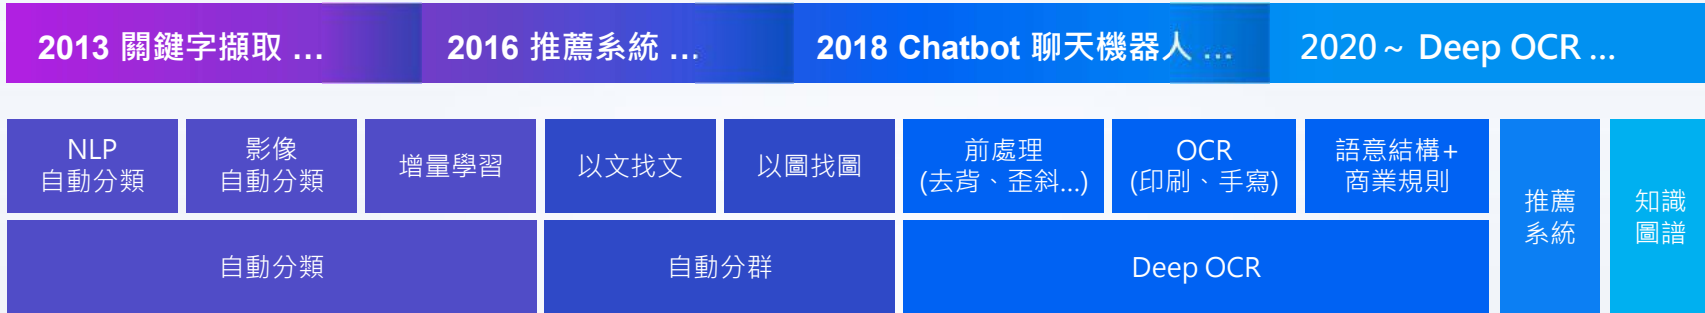 2013 關鍵字擷取 ...
2016 推薦系統 ...
2018 Chatbot 聊天機器人 ...
2020～ Deep OCR ...
NLP
自動分類
影像
自動分類
增量學習
以文找文
以圖找圖
前處理
(去背、歪斜...)
OCR
(印刷、手寫)
語意結構+
商業規則
推薦
系統
知識
圖譜
自動分類
自動分群
Deep OCR